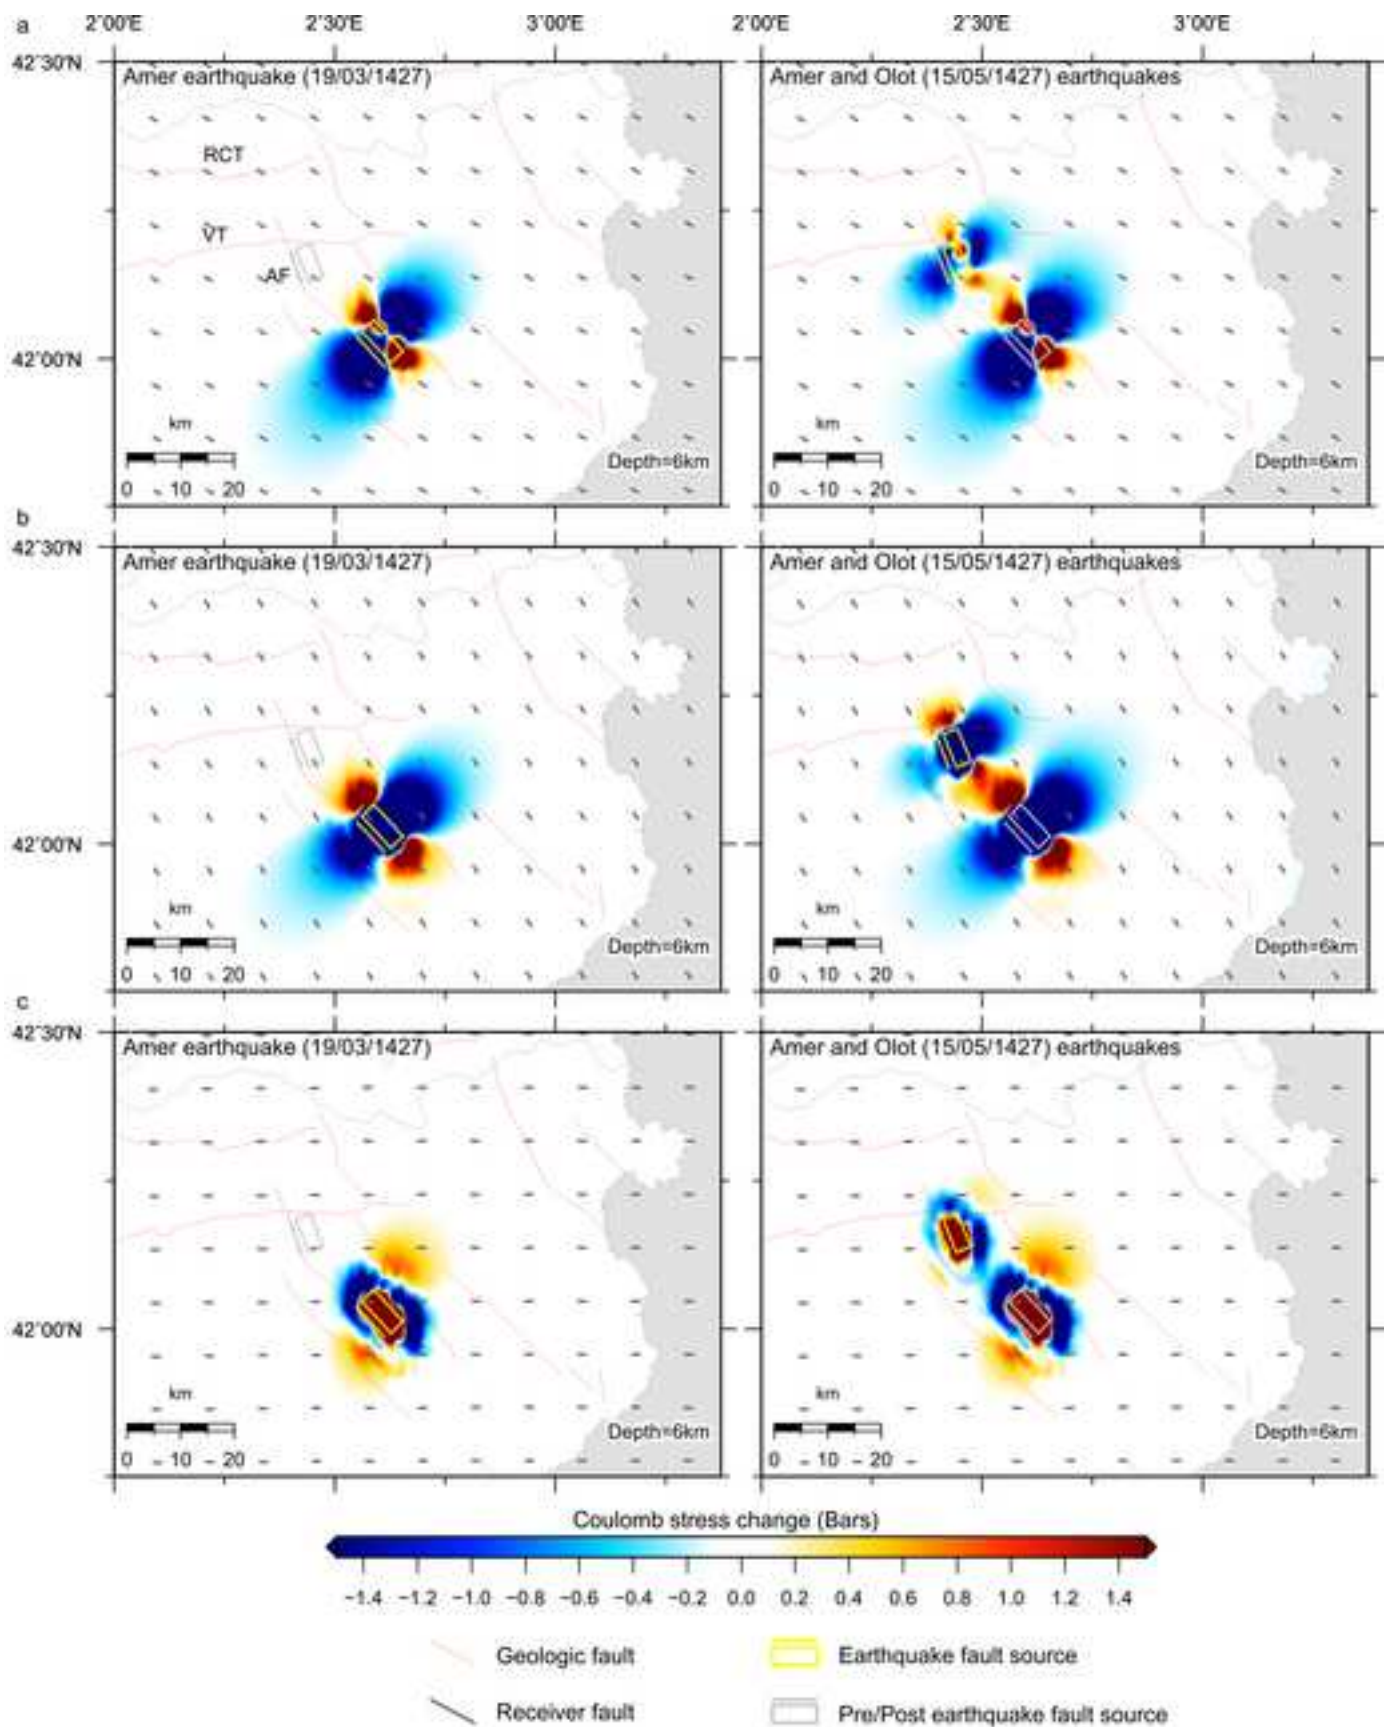 a
2°00'E 2°30'E 3°00'E 2°00'E 2°30'E 3°00'E
42°30'N
Amer earthquake (19/03/1427) Amer and Olot (15/05/1427) earthquakes
RCT
VT
AF
42°00'N
km km
Depth=6km Depth=6km
0 10 20 0 10 20
b
42°30'N
Amer earthquake (19/03/1427) Amer and Olot (15/05/1427) earthquakes
42°00'N
km km
Depth=6km Depth=6km
0 10 20 0 10 20
c
42°30'N
Amer earthquake (19/03/1427) Amer and Olot (15/05/1427) earthquakes
42°00'N
km km
Depth=6km Depth=6km
0 10 20 0 10 20
Coulomb stress change (Bars)
−1.4 −1.2 −1.0 −0.8 −0.6 −0.4 −0.2 0.0 0.2 0.4 0.6 0.8 1.0 1.2 1.4
Geologic fault Earthquake fault source
Receiver fault Pre/Post earthquake fault source